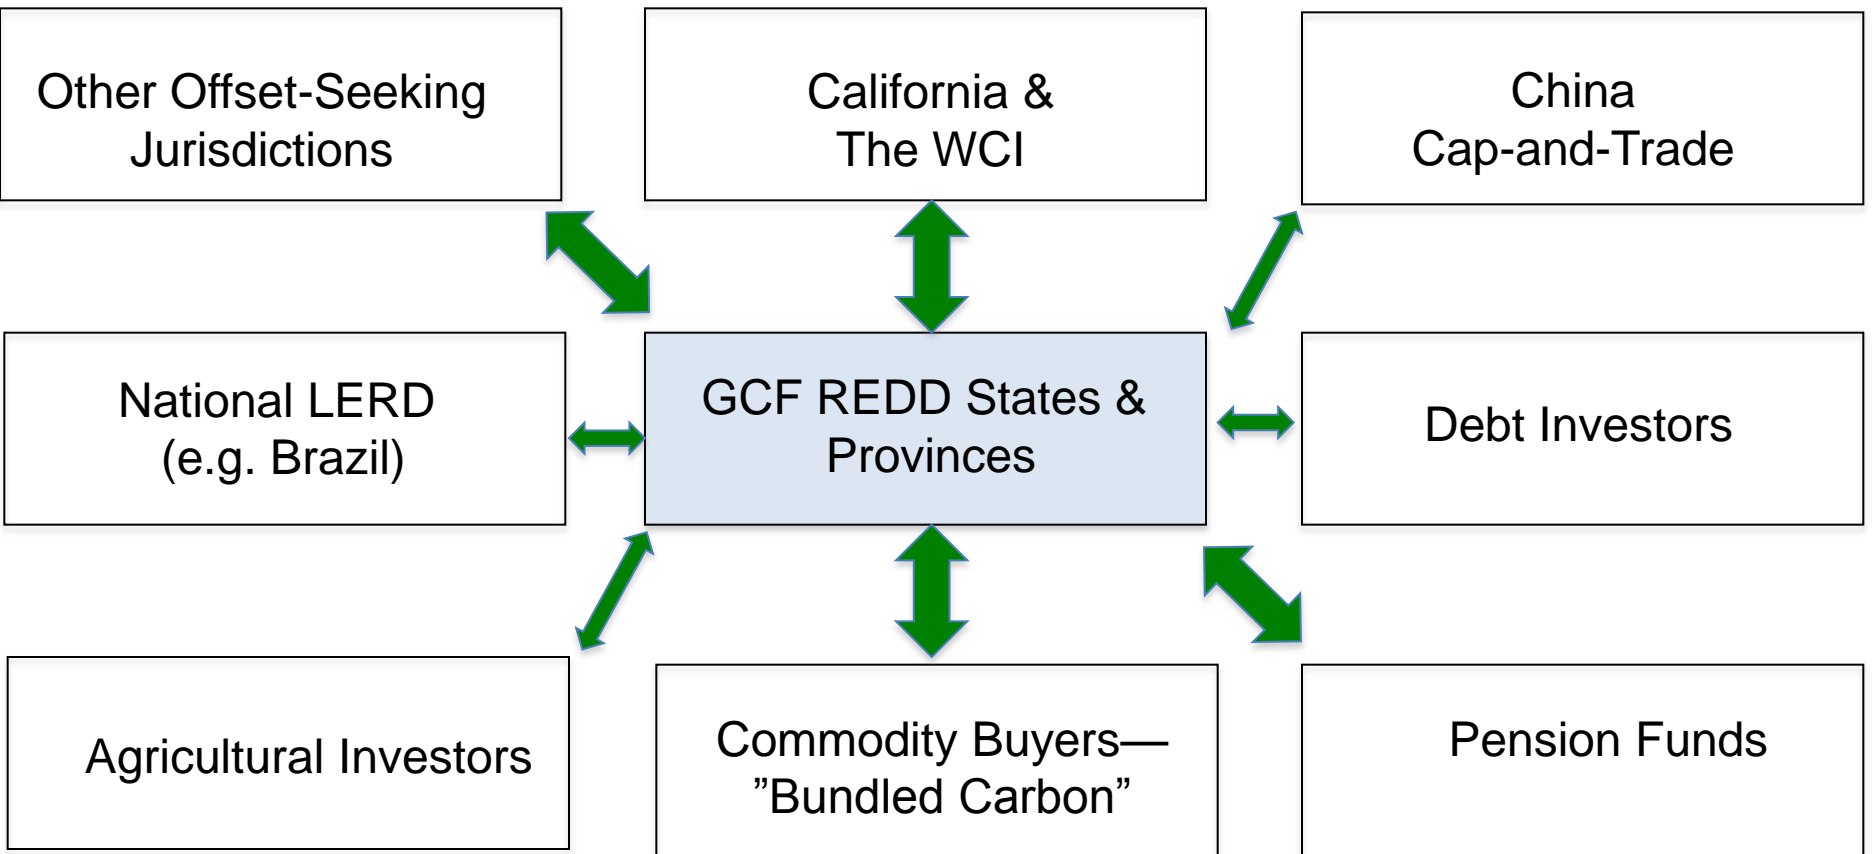 Other Offset-Seeking
Jurisdictions
California &
The WCI
China
Cap-and-Trade
National LERD
(e.g. Brazil)
GCF REDD States &
Provinces
Debt Investors
Agricultural Investors
Commodity Buyers—
”Bundled Carbon”
Pension Funds